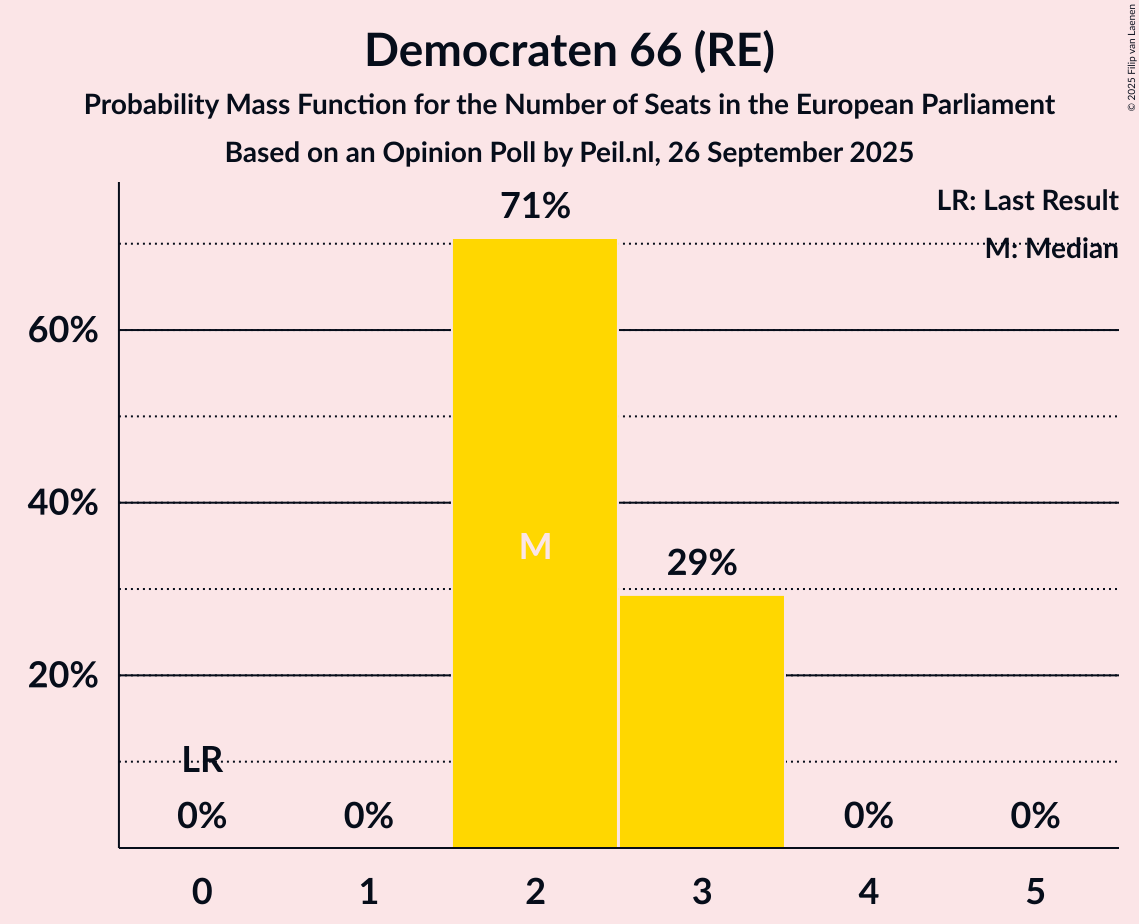 Democraten 66 (RE)
Probability Mass Function for the Number of Seats in the European Parliament
Based on an Opinion Poll by Peil.nl, 26 September 2025
© 2025 Filip van Laenen
LR: Last Result
M: Median
71%
60%
40%
M
29%
20%
LR
0% 0% 0% 0%
0 1 2 3 4 5